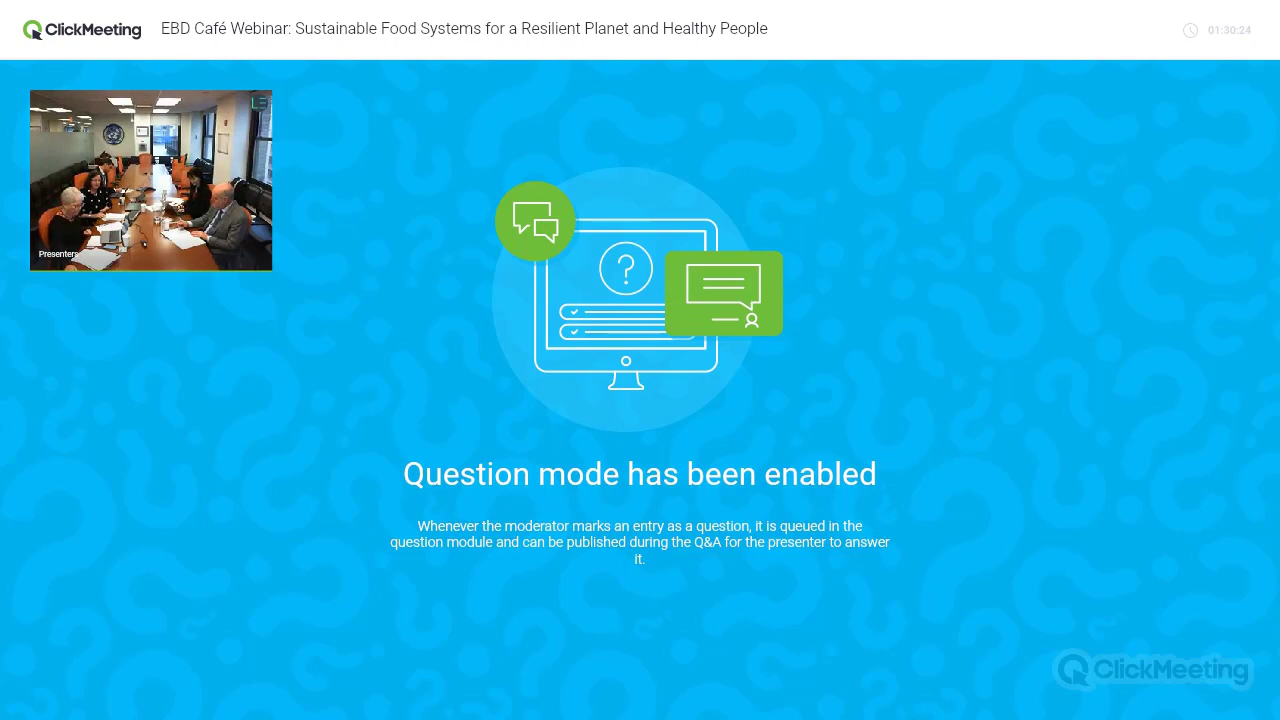 ClickMeeting
EBD Café Webinar: Sustainable Food Systems for a Resilient Planet and Healthy People
01:30:24
Presenters
?
Question mode has been enabled
Whenever the moderator marks an entry as a question, it is queued in the
question module and can be published during the Q&A for the presenter to answer
it.
ClickMeeting